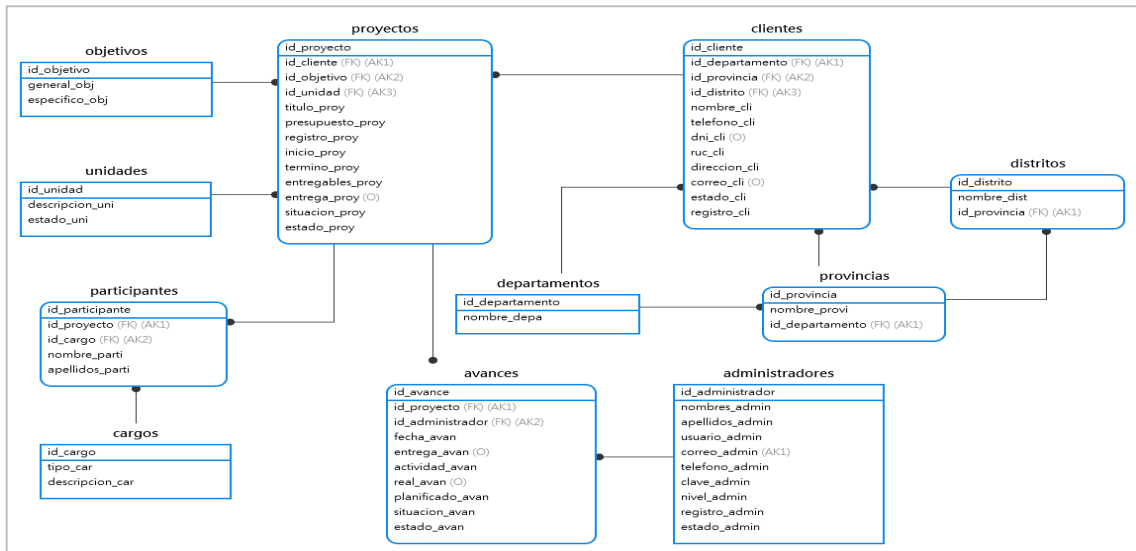 proyectos
id_proyecto
id_cliente (FK) (AK1)
id_objetivo (FK) (AK2)
id_unidad (FK) (AK3)
titulo_proy
presupuesto_proy
registro_proy
inicio_proy
termino_proy
entregables_proy
entrega_proy (O)
situacion_proy
estado_proy
clientes
id_cliente
id_departamento (FK) (AK1)
id_provincia (FK) (AK2)
id_distrito (FK) (AK3)
nombre_cli
telefono_cli
dni_cli (O)
ruc_cli
direccion_cli
correo_cli (O)
estado_cli
registro_cli
objetivos
id_objetivo
general_obj
especifico_obj
unidades
id_unidad
descripcion_uni
estado_uni
distritos
id_distrito
nombre_dist
id_provincia (FK) (AK1)
departamentos
id_departamento
nombre_depa
provincias
id_provincia
nombre_provi
id_departamento (FK) (AK1)
participantes
id_participante
id_proyecto (FK) (AK1)
id_cargo (FK) (AK2)
nombre_parti
apellidos_parti
cargos
id_cargo
tipo_car
descripcion_car
avances
id_avance
id_proyecto (FK) (AK1)
id_administrador (FK) (AK2)
fecha_avan
entrega_avan (O)
actividad_avan
real_avan (O)
planificado_avan
situacion_avan
estado_avan
administradores
id_administrador
nombres_admin
apellidos_admin
usuario_admin
correo_admin (AK1)
telefono_admin
clave_admin
nivel_admin
registro_admin
estado_admin